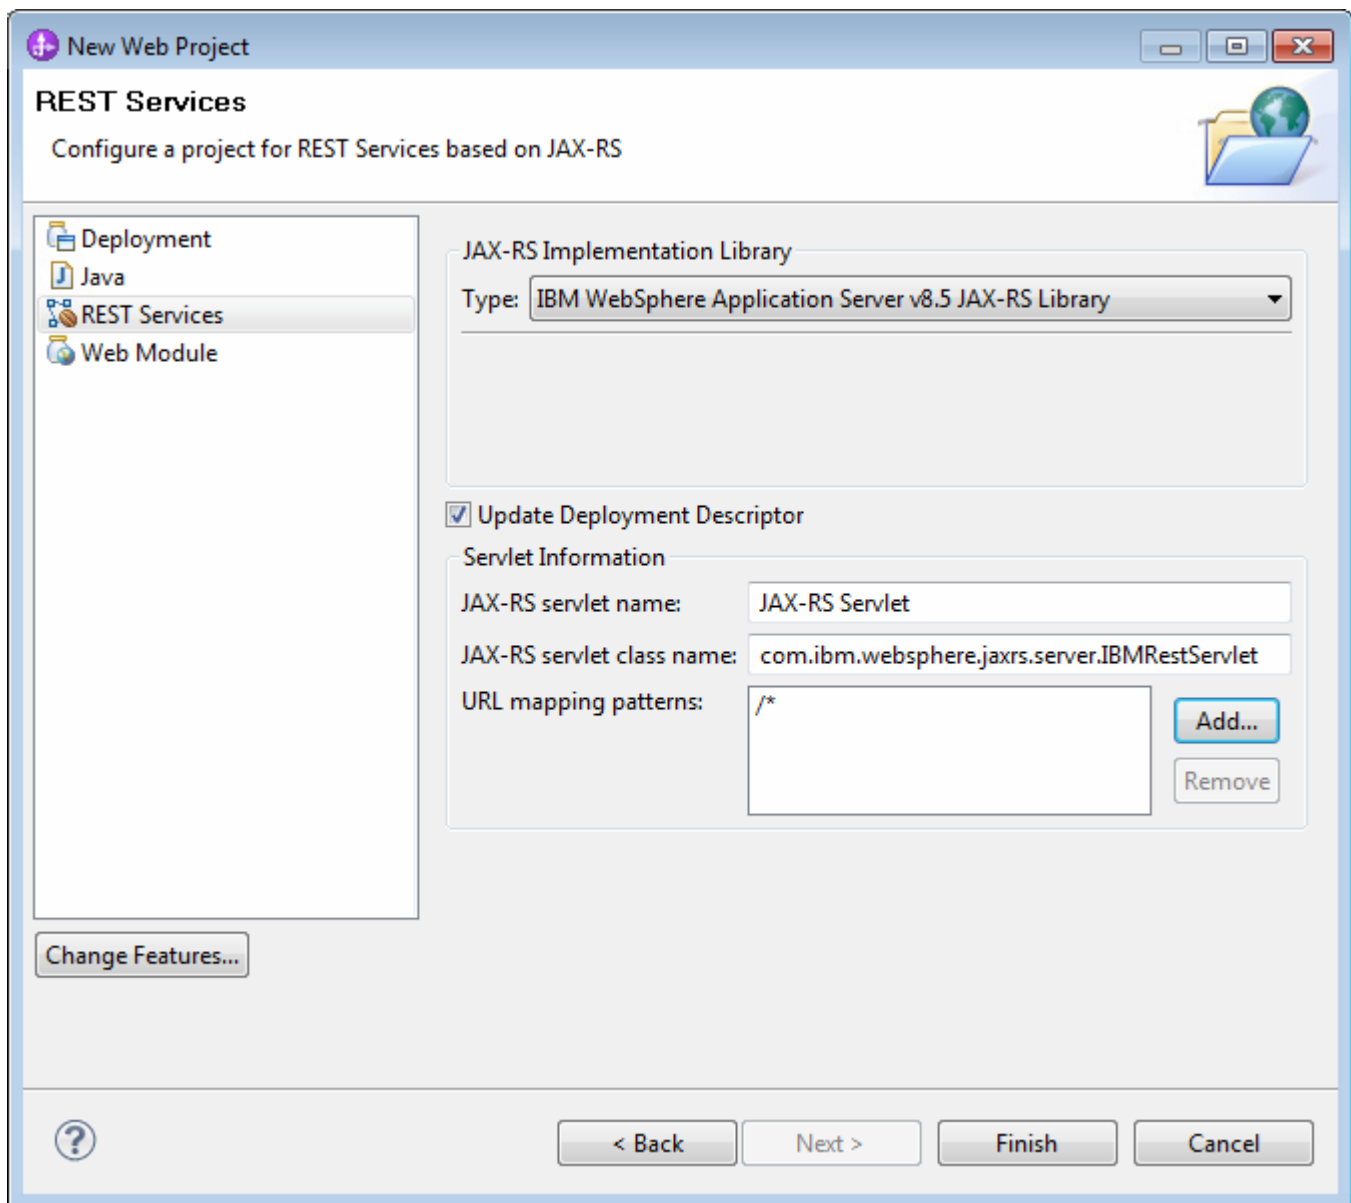 New Web Project
REST Services
Configure a project for REST Services based on JAX-RS
Deployment
Java
REST Services
Web Module
Change Features...
JAX-RS Implementation Library
Type: IBM WebSphere Application Server v8.5 JAX-RS Library
Update Deployment Descriptor
Servlet Information
JAX-RS servlet name: JAX-RS Servlet
JAX-RS servlet class name: com.ibm.websphere.jaxrs.server.IBMRestServlet
URL mapping patterns: /*
Add...
Remove
? < Back Next > Finish Cancel